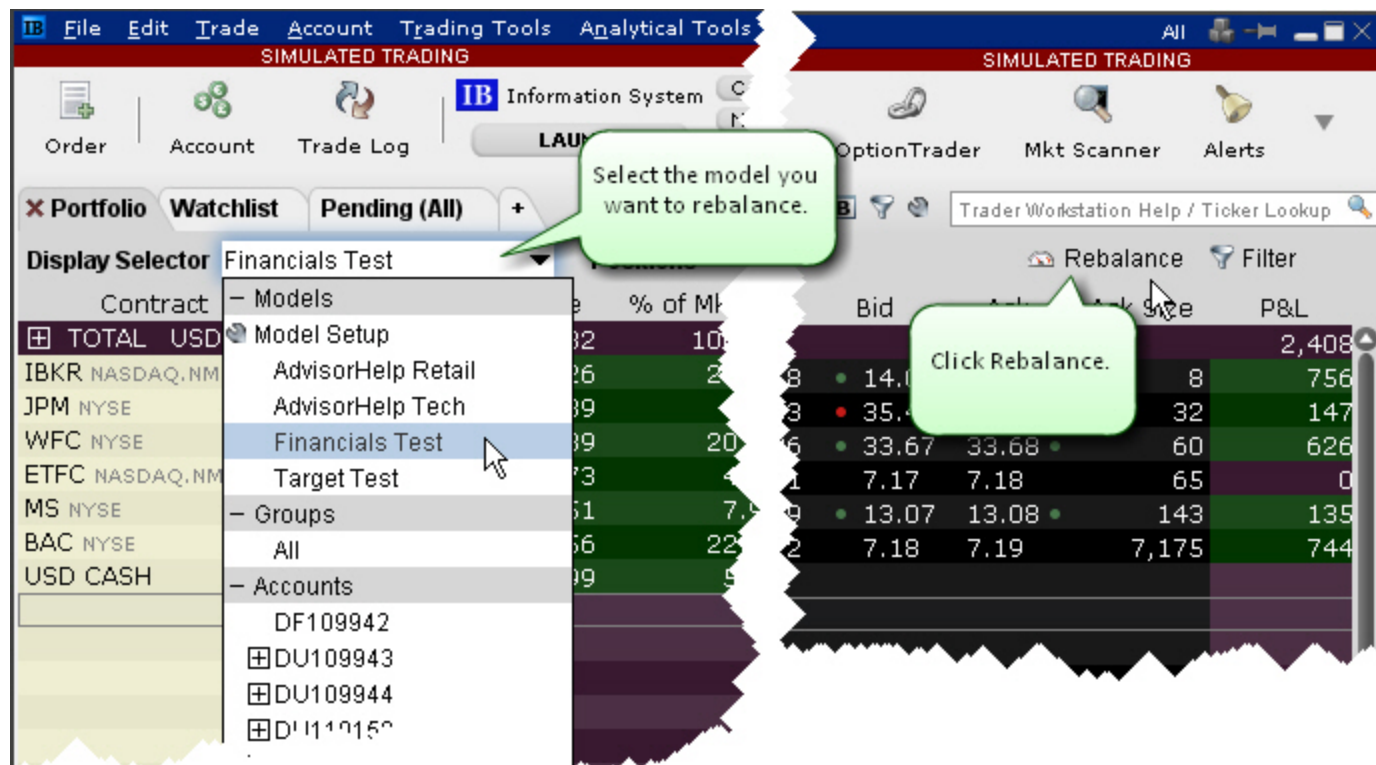 IB File Edit Trade Account Trading Tools Analytical Tools All
SIMULATED TRADING SIMULATED TRADING
IB Information System
Order Account Trade Log OptionTrader Mkt Scanner Alerts
Select the model you
want to rebalance.
Portfolio Watchlist Pending (All) + Trader Workstation Help / Ticker Lookup
Display Selector Financials Test Rebalance Filter
Contract % of Bid Size P&L
Click Rebalance.
TOTAL USD 2,408
IBKR NASDAQ.NM 8 756
JPM NYSE 32 147
WFC NYSE 33.67 33.68 60 626
ETFC NASDAQ.NM 7.17 7.18 65 0
MS NYSE 13.07 13.08 143 135
BAC NYSE 7.18 7.19 7,175 744
USD CASH
– Models
Model Setup
AdvisorHelp Retail
AdvisorHelp Tech
Financials Test
Target Test
– Groups
All
– Accounts
DF109942
DU109943
DU109944